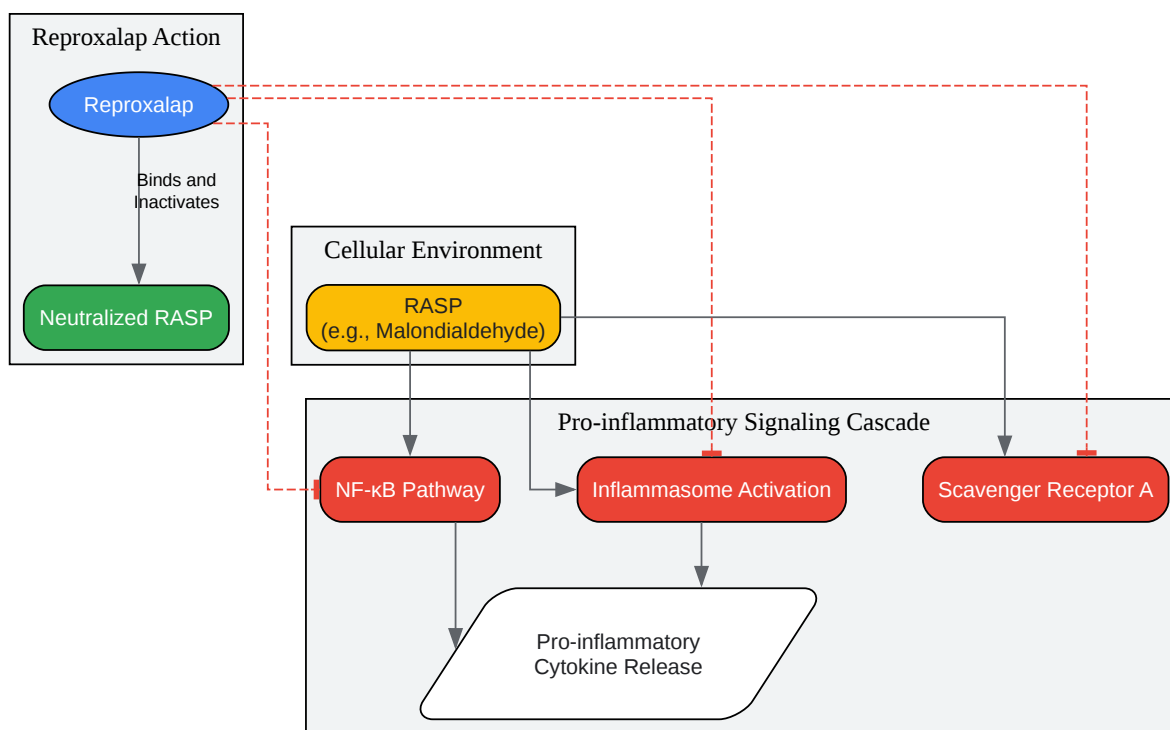 Reproxalap Action
Reproxalap
Binds and
Inactivates
Neutralized RASP
Cellular Environment
RASP
(e.g., Malondialdehyde)
Pro-inflammatory Signaling Cascade
NF-κB Pathway
Inflammasome Activation
Scavenger Receptor A
Pro-inflammatory
Cytokine Release